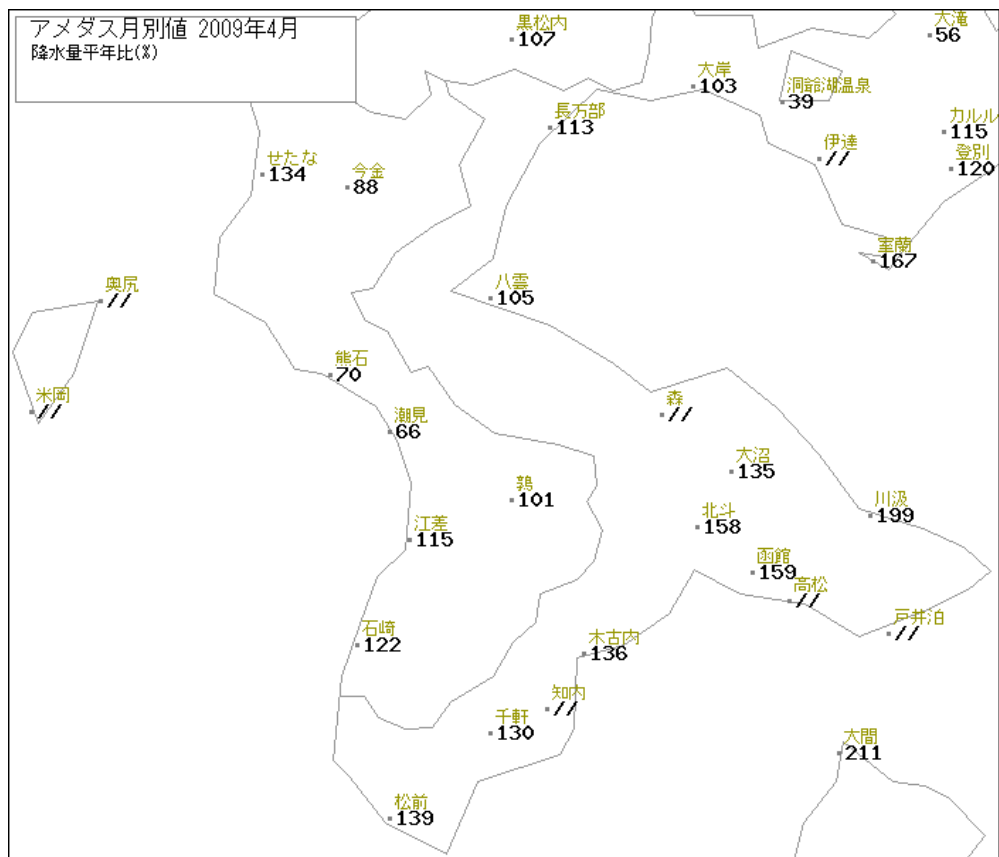 アメダス月別値 2009年4月
降水量平年比(%)
黒松内
107
大滝
56
大岸
103
洞爺湖温泉
39
長万部
113
カルル
115
伊達
//
登別
120
せたな
134
今金
88
室蘭
167
奥尻
//
八雲
105
熊石
70
米岡
//
潮見
66
森
//
大沼
135
鶉
101
川汲
199
北斗
158
江差
115
函館
159
高松
//
戸井泊
//
石崎
122
木古内
136
知内
//
千軒
130
大間
211
松前
139